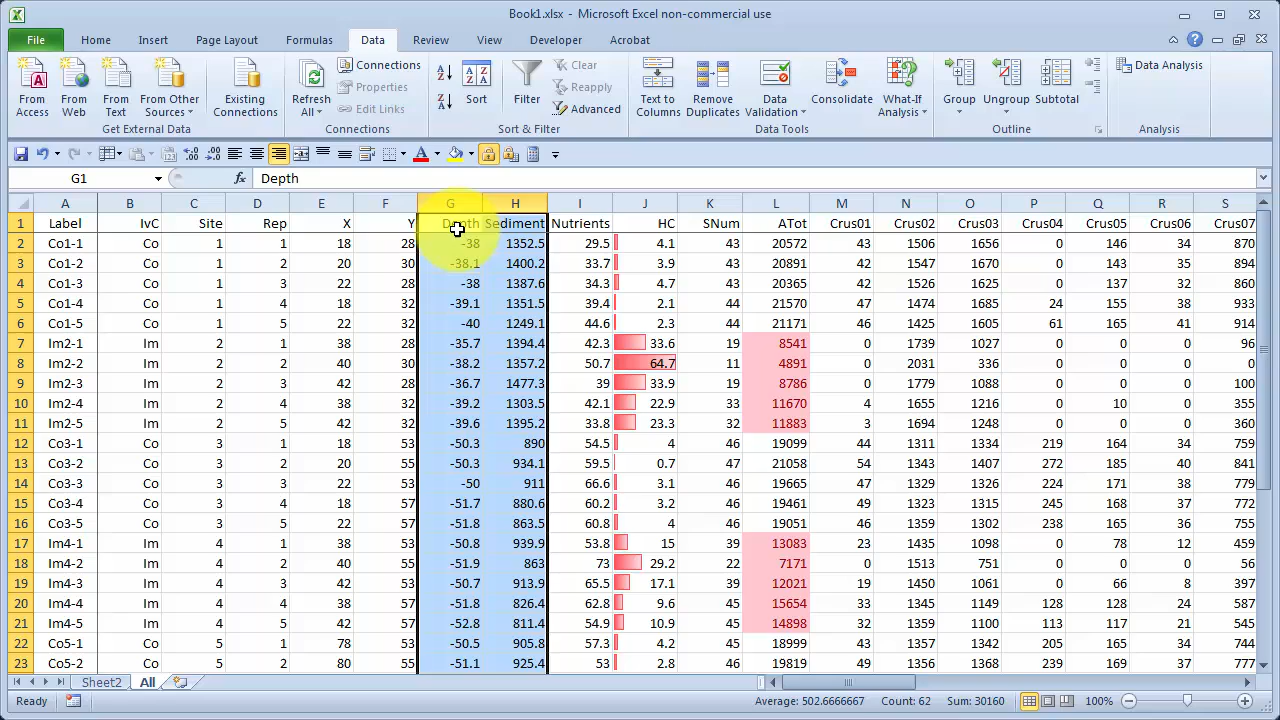 Book1.xlsx - Microsoft Excel non-commercial use
File Home Insert Page Layout Formulas Data Review View Developer Acrobat
From Access From Web From Text From Other Sources Existing Connections Refresh All Connections Properties Edit Links Sort Filter Clear Reapply Advanced Text to Columns Remove Duplicates Data Validation Consolidate What-If Analysis Group Ungroup Subtotal Data Analysis
Get External Data Connections Sort & Filter Data Tools Outline Analysis
G1 fx Depth
A B C D E F G H I J K L M N O P Q R S
1 Label IvC Site Rep X Y Depth Sediment Nutrients HC SNum ATot Crus01 Crus02 Crus03 Crus04 Crus05 Crus06 Crus07
2 Co1-1 Co 1 1 18 28 -38 1352.5 29.5 4.1 43 20572 43 1506 1656 0 146 34 870
3 Co1-2 Co 1 2 20 30 -38.1 1400.2 33.7 3.9 43 20891 42 1547 1670 0 143 35 894
4 Co1-3 Co 1 3 22 28 -38 1387.6 34.3 4.7 43 20365 42 1526 1625 0 137 32 860
5 Co1-4 Co 1 4 18 32 -39.1 1351.5 39.4 2.1 44 21570 47 1474 1685 24 155 38 933
6 Co1-5 Co 1 5 22 32 -40 1249.1 44.6 2.3 44 21171 46 1425 1605 61 165 41 914
7 Im2-1 Im 2 1 38 28 -35.7 1394.4 42.3 33.6 19 8541 0 1739 1027 0 0 0 96
8 Im2-2 Im 2 2 40 30 -38.2 1357.2 50.7 64.7 11 4891 0 2031 336 0 0 0 0
9 Im2-3 Im 2 3 42 28 -36.7 1477.3 39 33.9 19 8786 0 1779 1088 0 0 0 100
10 Im2-4 Im 2 4 38 32 -39.2 1303.5 42.1 22.9 33 11670 4 1655 1216 0 10 0 355
11 Im2-5 Im 2 5 42 32 -39.6 1395.2 33.8 23.3 32 11883 3 1694 1248 0 0 0 360
12 Co3-1 Co 3 1 18 53 -50.3 890 54.5 4 46 19099 44 1311 1334 219 164 34 759
13 Co3-2 Co 3 2 20 55 -50.3 934.1 59.5 0.7 47 21058 54 1343 1407 272 185 40 841
14 Co3-3 Co 3 3 22 53 -50 911 66.6 3.1 46 19665 47 1329 1324 224 171 38 779
15 Co3-4 Co 3 4 18 57 -51.7 880.6 60.2 3.2 46 19461 49 1333 1316 245 168 37 772
16 Co3-5 Co 3 5 22 57 -51.8 863.5 60.8 4 46 19051 46 1359 1302 238 165 36 755
17 Im4-1 Im 4 1 38 53 -50.8 939.9 53.8 15 39 13083 23 1435 1098 0 78 12 459
18 Im4-2 Im 4 2 40 55 -51.9 863 73 29.2 22 7171 0 1513 751 0 0 0 56
19 Im4-3 Im 4 3 42 53 -50.7 913.9 65.5 17.1 39 12021 19 1450 1061 0 66 8 397
20 Im4-4 Im 4 4 38 57 -51.8 826.4 62.8 9.6 45 15654 33 1345 1149 128 128 24 587
21 Im4-5 Im 4 5 42 57 -52.8 811.4 54.9 10.9 45 14898 32 1359 1100 113 117 21 545
22 Co5-1 Co 5 1 78 53 -50.5 905.8 57.3 4.2 45 18999 43 1357 1342 205 165 34 744
23 Co5-2 Co 5 2 80 55 -51.1 925.4 53 2.8 46 19819 49 1356 1368 239 169 37 777
Sheet2 All
Ready Average: 502.6666667 Count: 62 Sum: 30160 100%